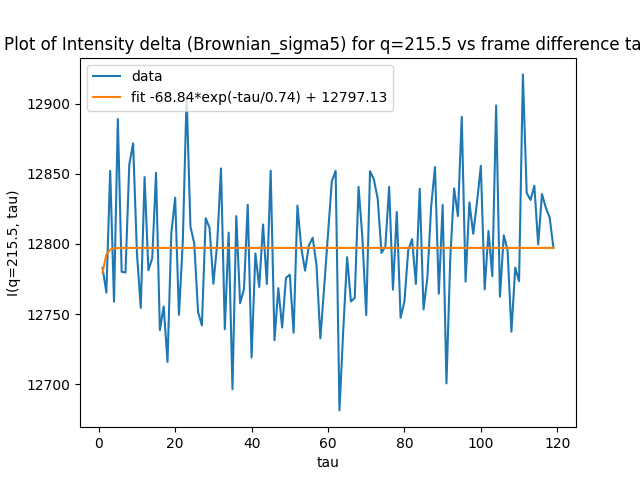 Plot of Intensity delta (Brownian_sigma5) for q=215.5 vs frame difference ta
data
fit -68.84*exp(-tau/0.74) + 12797.13
12900
12850
12800
12750
12700
I(q=215.5, tau)
0
20
40
60
80
100
120
tau